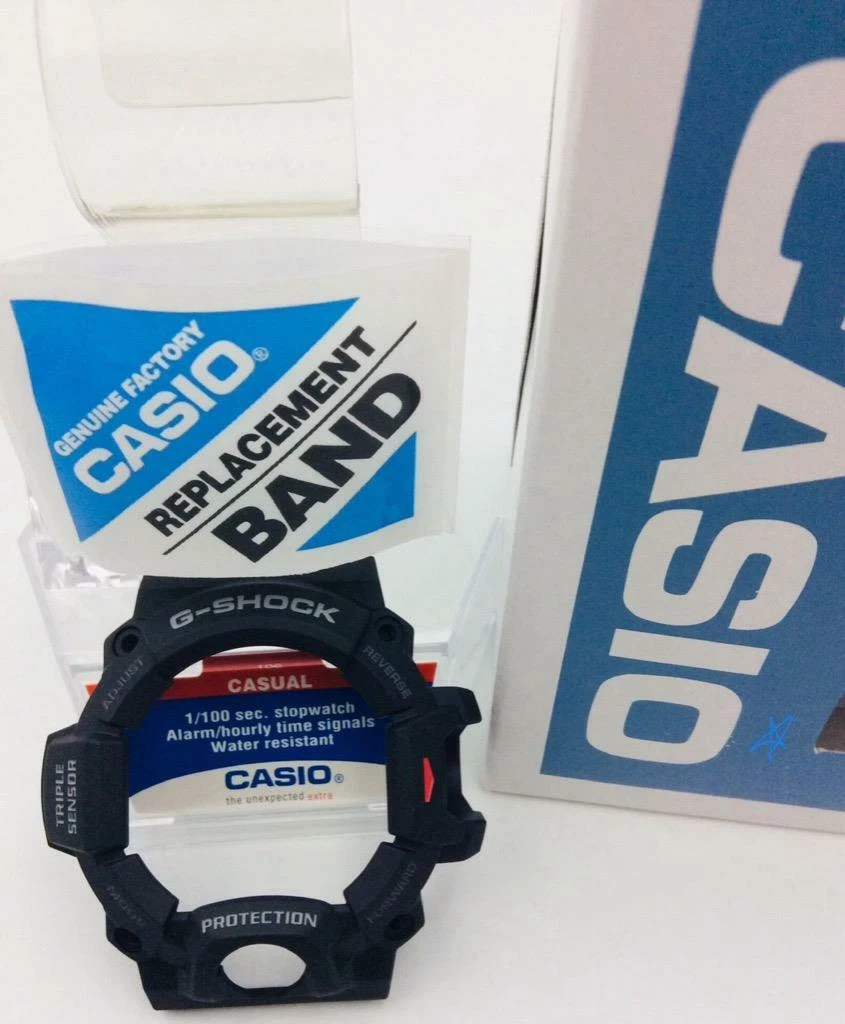 GENUINE FACTORY
CASIO®
REPLACEMENT
BAND
CASIO
G-SHOCK
ADJUST
REVERSE
106
CASUAL
1/100 sec. stopwatch
Alarm/hourly time signals
Water resistant
CASIO®
the unexpected extra
TRIPLE
SENSOR
MODE
FORWARD
PROTECTION